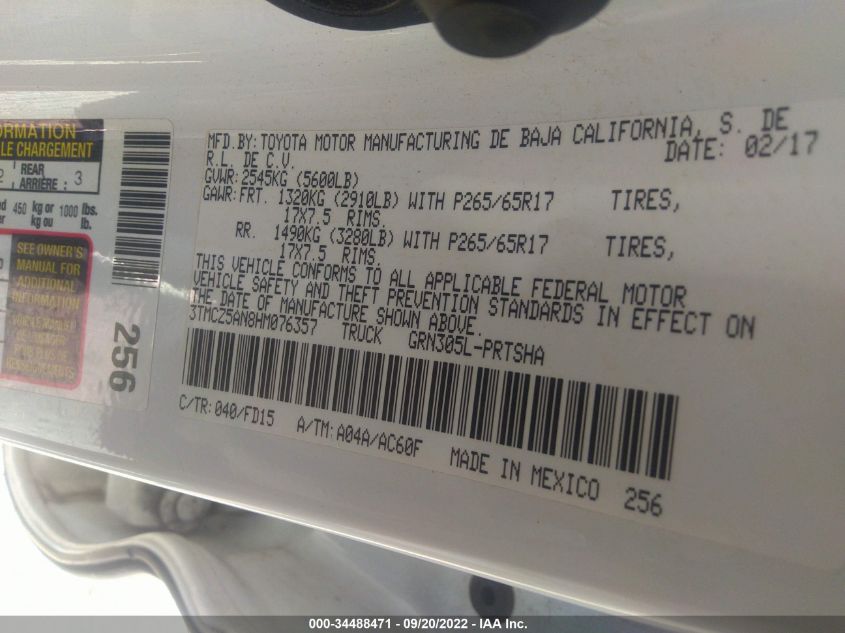 ORMATION
LE CHARGEMENT
2 REAR ARRIÈRE : 3
450 kg or 1000 lbs.
kg ou lb.
SEE OWNER'S
MANUAL FOR
ADDITIONAL
INFORMATION
256
MFD.BY:TOYOTA MOTOR MANUFACTURING DE BAJA CALIFORNIA, S. DE
R.L. DE C.V. DATE: 02/17
GVWR:2545KG (5600LB)
GAWR:FRT. 1320KG (2910LB) WITH P265/65R17 TIRES,
17X7.5 RIMS.
RR. 1490KG (3280LB) WITH P265/65R17 TIRES,
17X7.5 RIMS.
THIS VEHICLE CONFORMS TO ALL APPLICABLE FEDERAL MOTOR
VEHICLE SAFETY AND THEFT PREVENTION STANDARDS IN EFFECT ON
THE DATE OF MANUFACTURE SHOWN ABOVE.
3TMCZ5AN8HM076357 TRUCK GRN305L-PRTSHA
C/TR:040/FD15 A/TM:A04A/AC60F MADE IN MEXICO 256
000-34488471 - 09/20/2022 - IAA Inc.